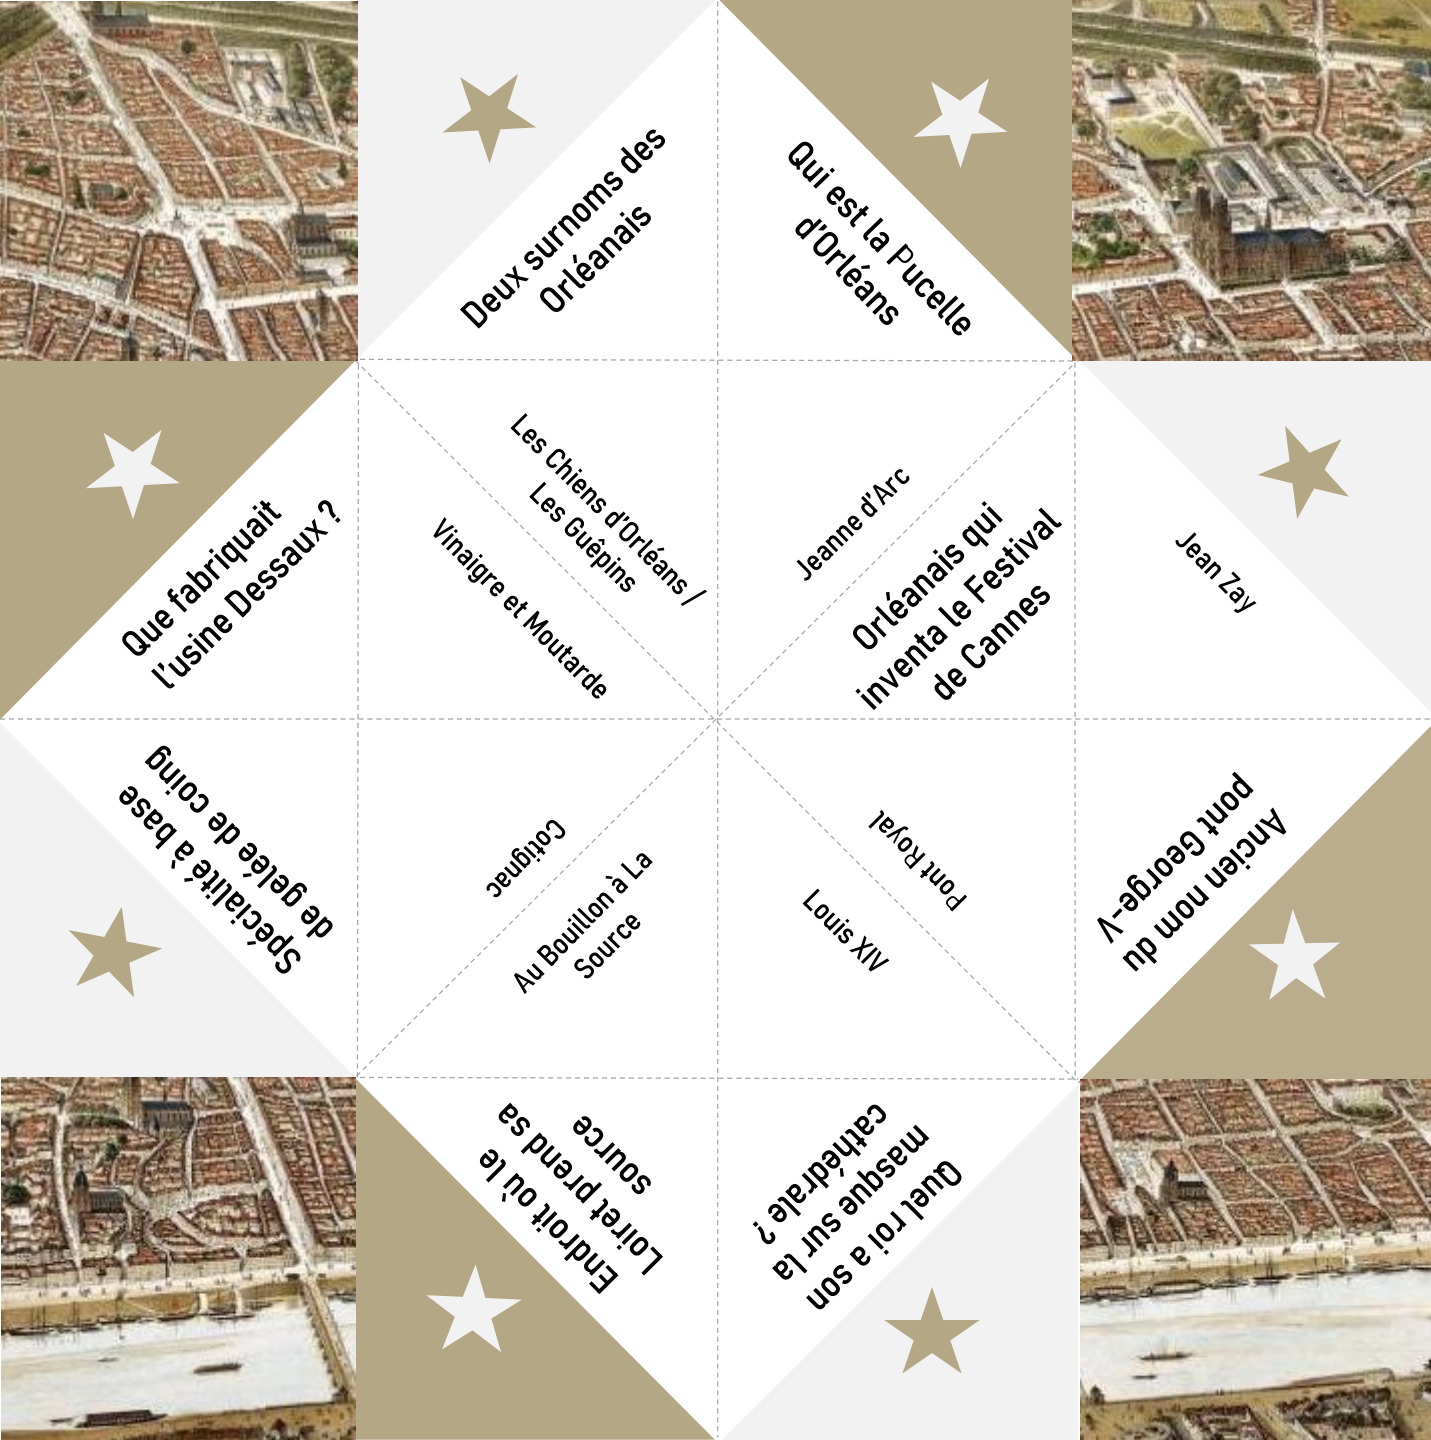 Deux surnoms des
Orléanais
Qui est la Pucelle
d'Orléans
Les Chiens d'Orléans /
Les Guêpins
Jeanne d'Arc
Que fabriquait
l'usine Dessaux ?
Vinaigre et Moutarde
Orléanais qui
inventa le Festival
de Cannes
Jean Zay
Spécialité à base
de gelée de coing
Cotignac
Au Bouillon à La
Source
Pont Royal
Louis XIV
Ancien nom du
pont George-V
Endroit où le
Loiret prend sa
source
Quel roi a son
masque sur la
cathédrale ?